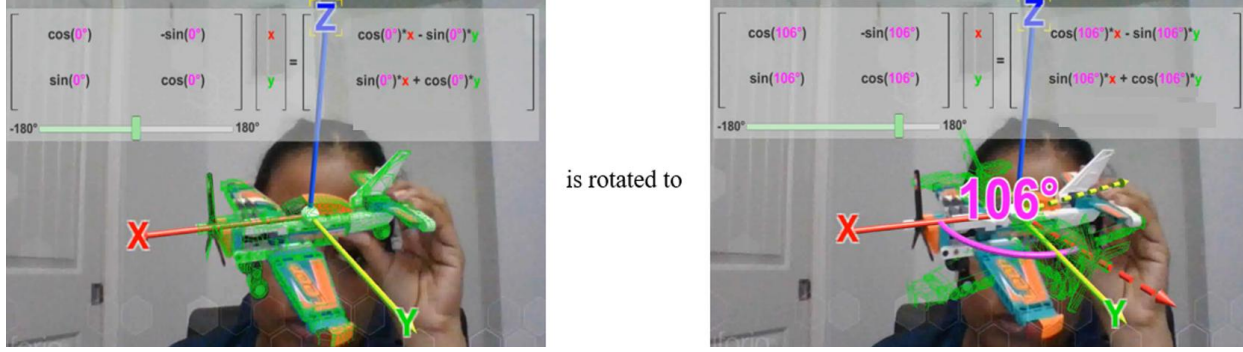 Z
cos(0°) -sin(0°) x = cos(0°)*x - sin(0°)*y
sin(0°) cos(0°) y sin(0°)*x + cos(0°)*y
-180° 180°
X
Y
is rotated to
Z
cos(106°) -sin(106°) x = cos(106°)*x - sin(106°)*y
sin(106°) cos(106°) y sin(106°)*x + cos(106°)*y
-180° 180°
106°
X
Y